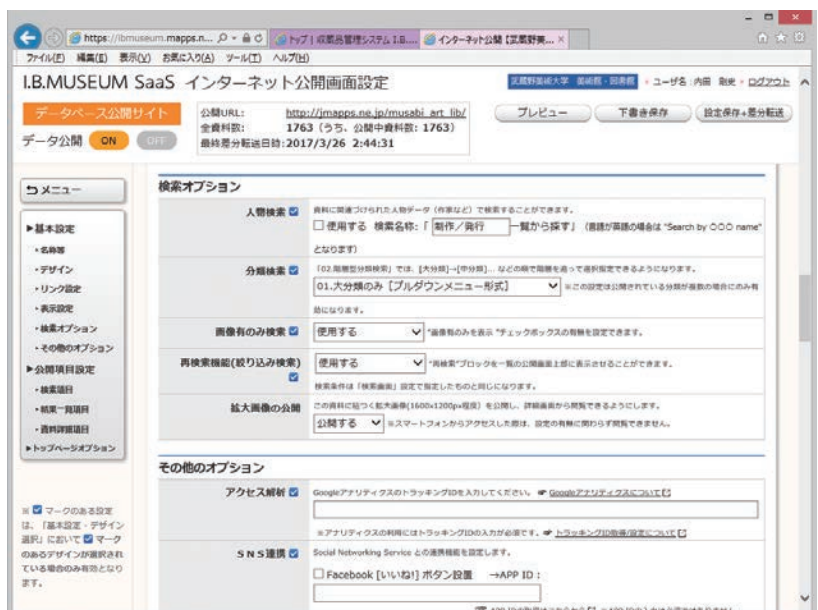 https://ibmuseum.mapps.n...
トップ | 収蔵品管理システム I.B....
インターネット公開【武蔵野美...
ファイル(F) 編集(E) 表示(V) お気に入り(A) ツール(T) ヘルプ(H)
I.B.MUSEUM SaaS インターネット公開画面設定
武蔵野美術大学 美術館・図書館
ユーザ名:内田 剛史
ログアウト
データベース公開サイト
データ公開 ON OFF
公開URL: http://jmapps.ne.jp/musabi_art_lib/
全資料数: 1763（うち、公開中資料数: 1763）
最終差分転送日時:2017/3/26 2:44:31
プレビュー
下書き保存
設定保存+差分転送
メニュー
▶基本設定
・名称等
・デザイン
・リンク設定
・表示設定
・検索オプション
・その他のオプション
▶公開項目設定
・検索項目
・結果一覧項目
・資料詳細項目
▶トップページオプション
※ マークのある設定
は、「基本設定・デザイン
選択」において マーク
のあるデザインが選択され
ている場合のみ有効となり
ます。
検索オプション
人物検索
資料に関連づけられた人物データ（作家など）で検索することができます。
使用する 検索名称:「 制作／発行 一覧から探す」（言語が英語の場合は "Search by 〇〇〇 name"
となります）
分類検索
「02.階層型分類検索」では、[大分類]→[中分類]... などの順で階層を追って選択指定できるようになります。
01.大分類のみ [プルダウンメニュー形式] ※この設定は公開されている分類が複数の場合にのみ有
効になります。
画像有のみ検索
使用する "画像有のみを表示 "チェックボックスの有無を設定できます。
再検索機能(絞り込み検索)
使用する "再検索"ブロックを一覧の公開画面上部に表示させることができます。
検索条件は「検索画面」設定で指定したものと同じになります。
拡大画像の公開
この資料に紐つく拡大画像(1600×1200px程度）を公開し、詳細画面から閲覧できるようにします。
公開する ※スマートフォンからアクセスした際は、設定の有無に関わらず閲覧できません。
その他のオプション
アクセス解析
GoogleアナリティクスのトラッキングIDを入力してください。 ☛ Googleアナリティクスについて
※アナリティクスの利用にはトラッキングIDの入力が必須です。 ☛ トラッキングID取得/設定について
ＳＮＳ連携
Social Networking Service との連携機能を設定します。
Facebook [いいね!] ボタン設置 →APP ID：